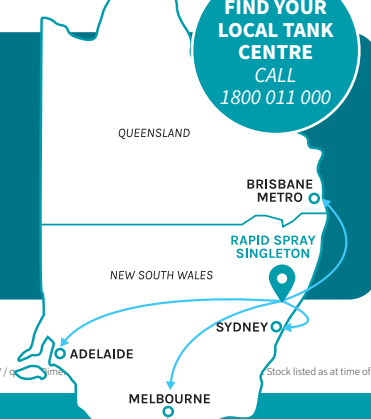 FIND YOUR
LOCAL TANK
CENTRE
CALL
1800 011 000
QUEENSLAND
BRISBANE
METRO
RAPID SPRAY
SINGLETON
NEW SOUTH WALES
SYDNEY
ADELAIDE
Stock listed as at time of
MELBOURNE